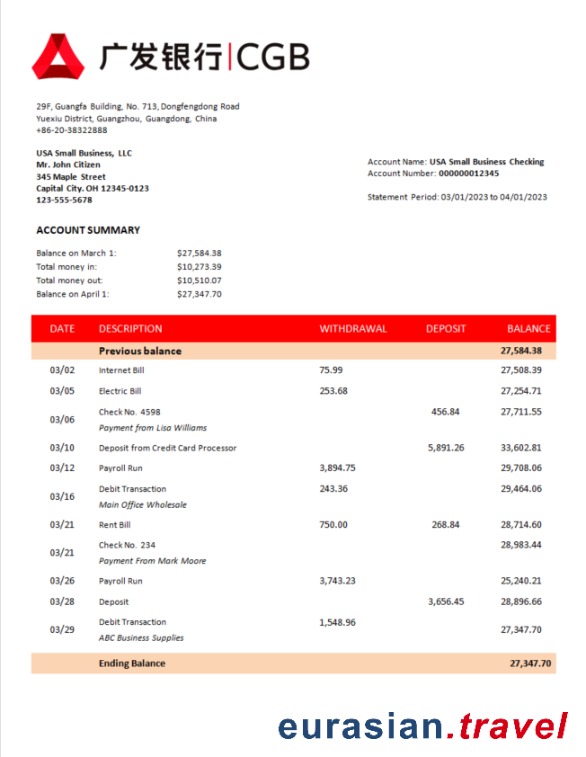 广发银行|CGB
29F, Guangfa Building, No. 713, Dongfengdong Road
Yuexiu District, Guangzhou, Guangdong, China
+86-20-38322888
USA Small Business, LLC
Mr. John Citizen
345 Maple Street
Capital City. OH 12345-0123
123-555-5678
Account Name: USA Small Business Checking
Account Number: 000000012345
Statement Period: 03/01/2023 to 04/01/2023
ACCOUNT SUMMARY
Balance on March 1: $27,584.38
Total money in: $10,273.39
Total money out: $10,510.07
Balance on April 1: $27,347.70
DATE DESCRIPTION WITHDRAWAL DEPOSIT BALANCE
Previous balance 27,584.38
03/02 Internet Bill 75.99 27,508.39
03/05 Electric Bill 253.68 27,254.71
03/06 Check No. 4598 456.84 27,711.55
Payment from Lisa Williams
03/10 Deposit from Credit Card Processor 5,891.26 33,602.81
03/12 Payroll Run 3,894.75 29,708.06
03/16 Debit Transaction 243.36 29,464.06
Main Office Wholesale
03/21 Rent Bill 750.00 268.84 28,714.60
03/21 Check No. 234 28,983.44
Payment From Mark Moore
03/26 Payroll Run 3,743.23 25,240.21
03/28 Deposit 3,656.45 28,896.66
03/29 Debit Transaction 1,548.96 27,347.70
ABC Business Supplies
Ending Balance 27,347.70
eurasian.travel